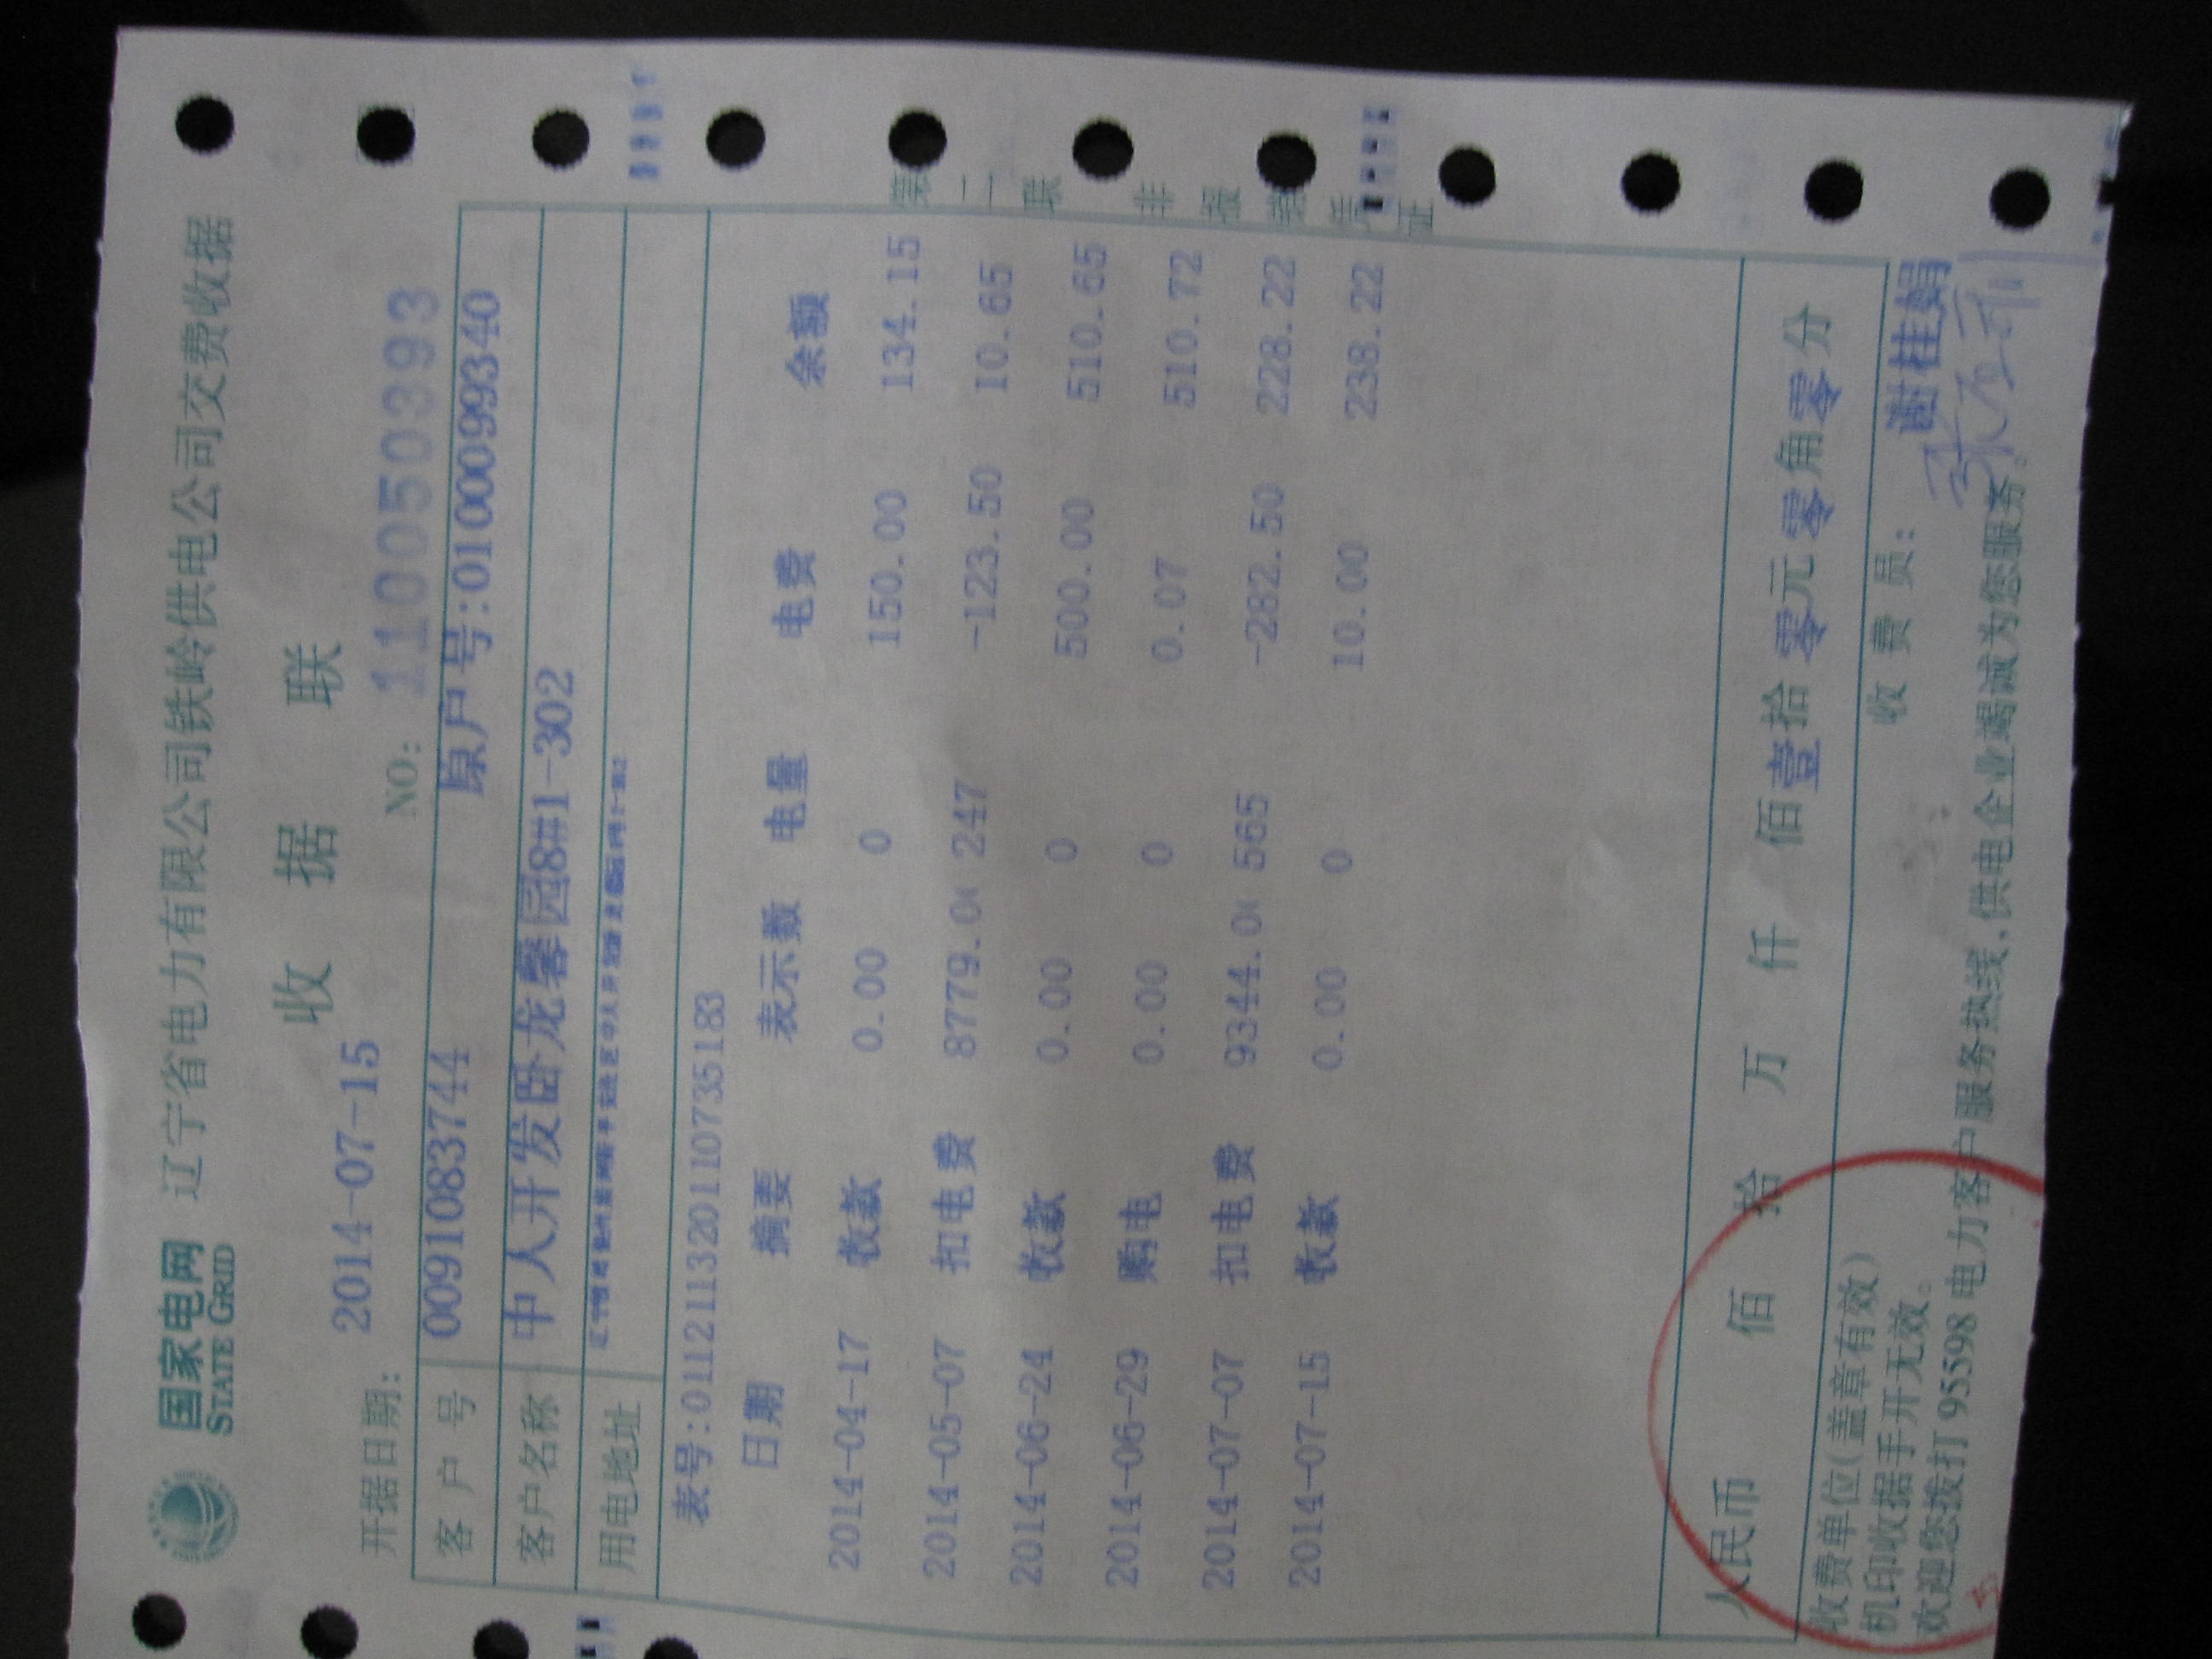 国家电网 辽宁省电力有限公司铁岭供电公司交费收据
STATE GRID
收 据 联
开据日期: 2014-07-15 NO: 1100550393
客 户 号 0091083744 原户号:0100099340
客户名称 中人开发卧龙馨园8#1-302
用电地址
表号:0112113201107351 83
日期 摘要 表示数 电量 电费 余额
2014-04-17 收款 0.00 0 150.00 134.15
2014-05-07 扣电费 8779.0 247 -123.50 10.65
2014-06-24 收款 0.00 0 500.00 510.65
2014-06-29 购电 0.00 0 0.07 510.72
2014-07-07 扣电费 9344.0 565 -282.50 228.22
2014-07-15 收款 0.00 0 10.00 238.22
人民币 佰 拾 万 仟 佰壹拾 零元零角零分
收费单位(盖章有效) 收 费 员: 谢桂娟
机印收据手开无效。
欢迎您拨打 95598 电力客户服务热线,供电企业竭诚为您服务。
第二联 非报销凭证